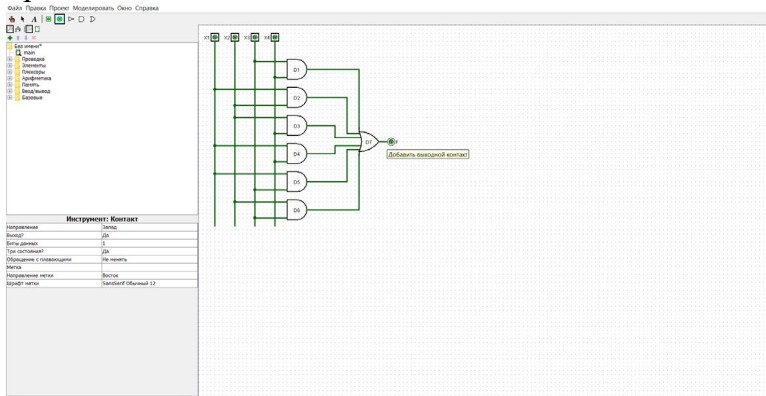 Файл Правка Проект Моделировать Окно Справка
A
Без имени*
main
Проводка
Элементы
Плексеры
Арифметика
Память
Ввод/вывод
Базовые
X1 X2 X3 X4
D1
D2
D3
D7 F
D4
Добавить выходной контакт
D5
D6
Инструмент: Контакт
Направление Запад
Выход? Да
Биты данных 1
Три состояния? Да
Обращение с плавающими Не менять
Метка
Направление метки Восток
Шрифт метки SansSerif Обычный 12